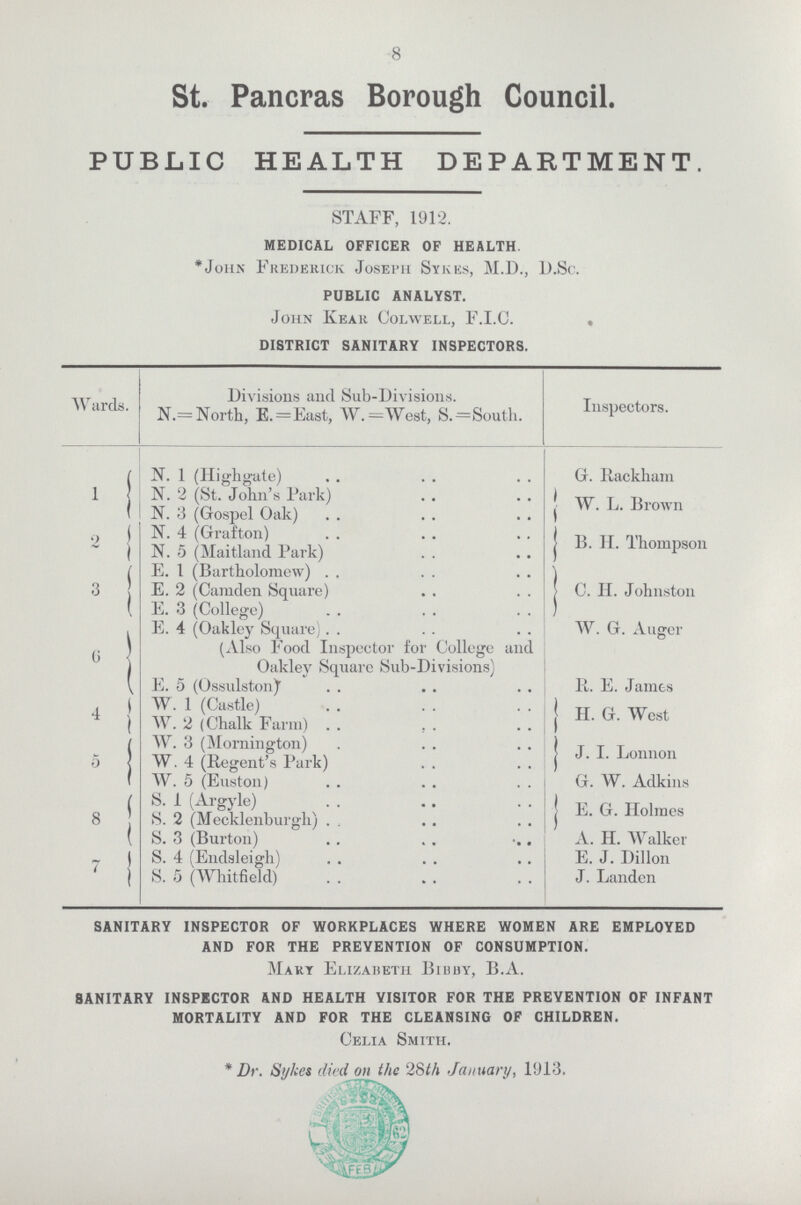 8
St. Pancras Borough Council.
PUBLIC HEALTH DEPARTMENT.
STAFF, 1912.
MEDICAL OFFICER OF HEALTH.
*John Frederick Joseph Sykes, M.D., D.Sc.
PUBLIC ANALYST.
John Kear Colwell, F.I.C.
DISTRICT SANITARY INSPECTORS.
Wards. Divisions and Sub-Divisions. Inspectors.
N.=North, E.=East, W.=West, S.=South.
1 N. 1 (Highgate) .. .. .. G. Rackham
N. 2 (St. John's Park) .. .. W. L. Brown
N. 3 (Gospel Oak) .. .. ..
2 N. 4 (Grafton) .. .. .. B. H. Thompson
N. 5 (Maitland Park) .. ..
3 E. 1 (Bartholomew) .. .. .. C. H. Johnston
E. 2 (Camden Square) .. ..
E. 3 (College) .. .. ..
6 E. 4 (Oakley Square) .. .. .. W. G. Auger
(Also Food Inspector for College and
Oakley Square Sub-Divisions)
E. 5 (Ossulston) .. .. .. R. E. James
4 W. 1 (Castle) .. .. .. H. G. West
W. 2 (Chalk Farm) .. .. ..
5 W. 3 (Mornington) . .. .. J. I. Lonnon
W. 4 (Regent's Park) .. ..
W. 5 (Euston) .. .. .. G. W. Adkins
8 S. 1 (Argyle) .. .. .. E. G. Holmes
S. 2 (Mecklenburgh) .. .. ..
S. 3 (Burton) .. .. .. A. H. Walker
7 S. 4 (Endsleigh) .. .. .. E. J. Dillon
S. 5 (Whitfield) .. .. .. J. Landen
SANITARY INSPECTOR OF WORKPLACES WHERE WOMEN ARE EMPLOYED
AND FOR THE PREVENTION OF CONSUMPTION.
Mary Elizabeth Bibby, B.A.
SANITARY INSPECTOR AND HEALTH VISITOR FOR THE PREVENTION OF INFANT
MORTALITY AND FOR THE CLEANSING OF CHILDREN.
Celia Smith.
* Dr. Sykes died on the 28th January, 1913.
62
FEB